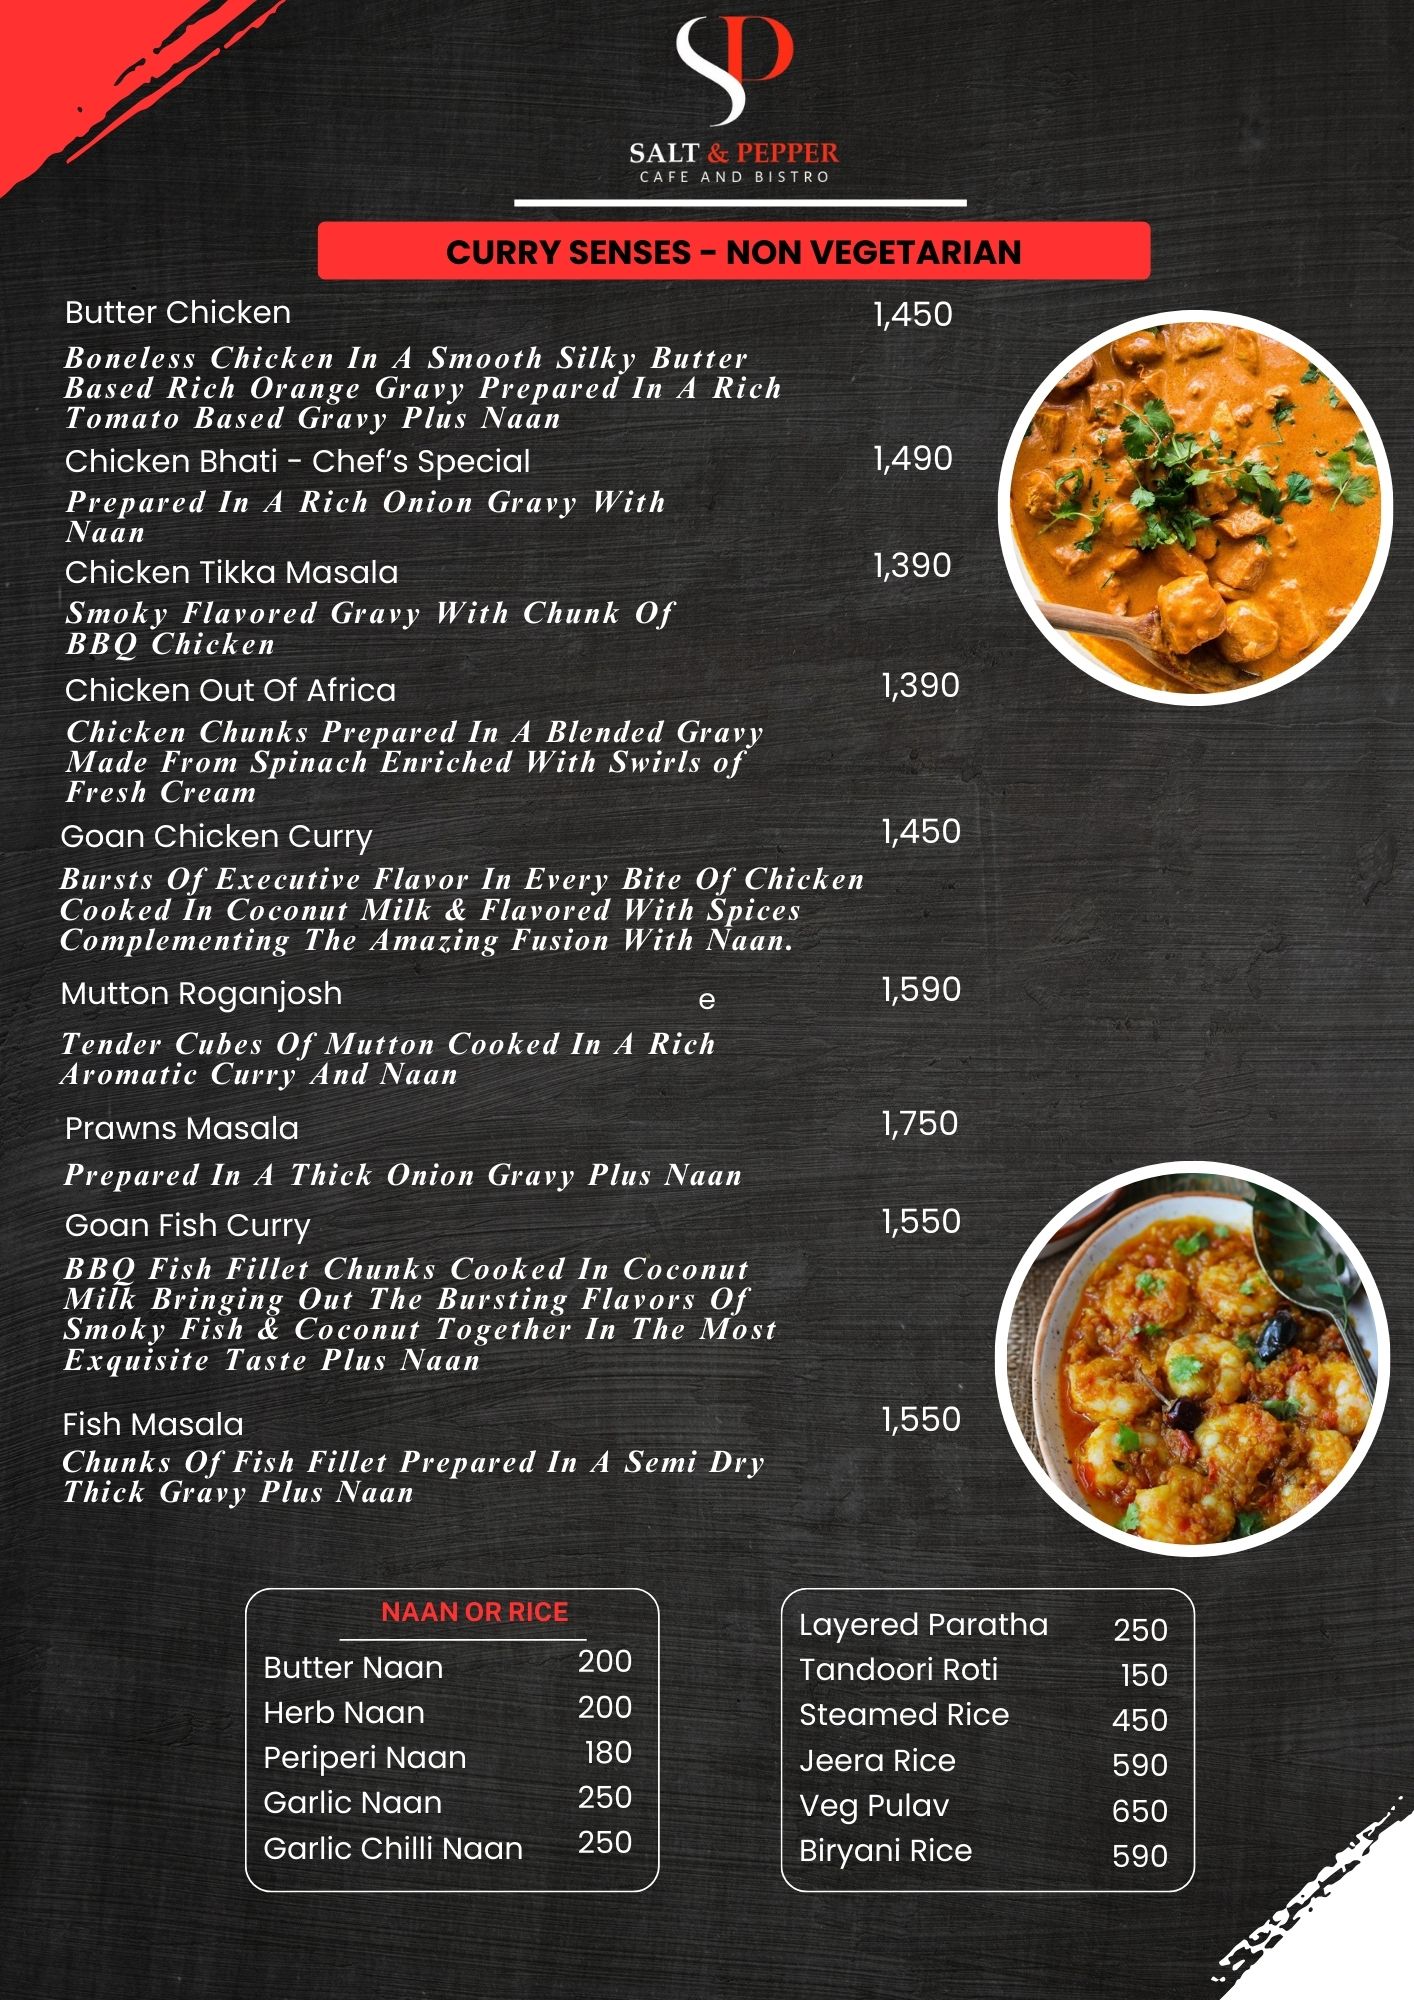 SP
SALT & PEPPER
CAFE AND BISTRO
CURRY SENSES - NON VEGETARIAN
Butter Chicken 1,450
Boneless Chicken In A Smooth Silky Butter
Based Rich Orange Gravy Prepared In A Rich
Tomato Based Gravy Plus Naan
Chicken Bhati - Chef's Special 1,490
Prepared In A Rich Onion Gravy With
Naan
Chicken Tikka Masala 1,390
Smoky Flavored Gravy With Chunk Of
BBQ Chicken
Chicken Out Of Africa 1,390
Chicken Chunks Prepared In A Blended Gravy
Made From Spinach Enriched With Swirls of
Fresh Cream
Goan Chicken Curry 1,450
Bursts Of Executive Flavor In Every Bite Of Chicken
Cooked In Coconut Milk & Flavored With Spices
Complementing The Amazing Fusion With Naan.
Mutton Roganjosh e 1,590
Tender Cubes Of Mutton Cooked In A Rich
Aromatic Curry And Naan
Prawns Masala 1,750
Prepared In A Thick Onion Gravy Plus Naan
Goan Fish Curry 1,550
BBQ Fish Fillet Chunks Cooked In Coconut
Milk Bringing Out The Bursting Flavors Of
Smoky Fish & Coconut Together In The Most
Exquisite Taste Plus Naan
Fish Masala 1,550
Chunks Of Fish Fillet Prepared In A Semi Dry
Thick Gravy Plus Naan
NAAN OR RICE
Butter Naan 200
Herb Naan 200
Periperi Naan 180
Garlic Naan 250
Garlic Chilli Naan 250
Layered Paratha 250
Tandoori Roti 150
Steamed Rice 450
Jeera Rice 590
Veg Pulav 650
Biryani Rice 590